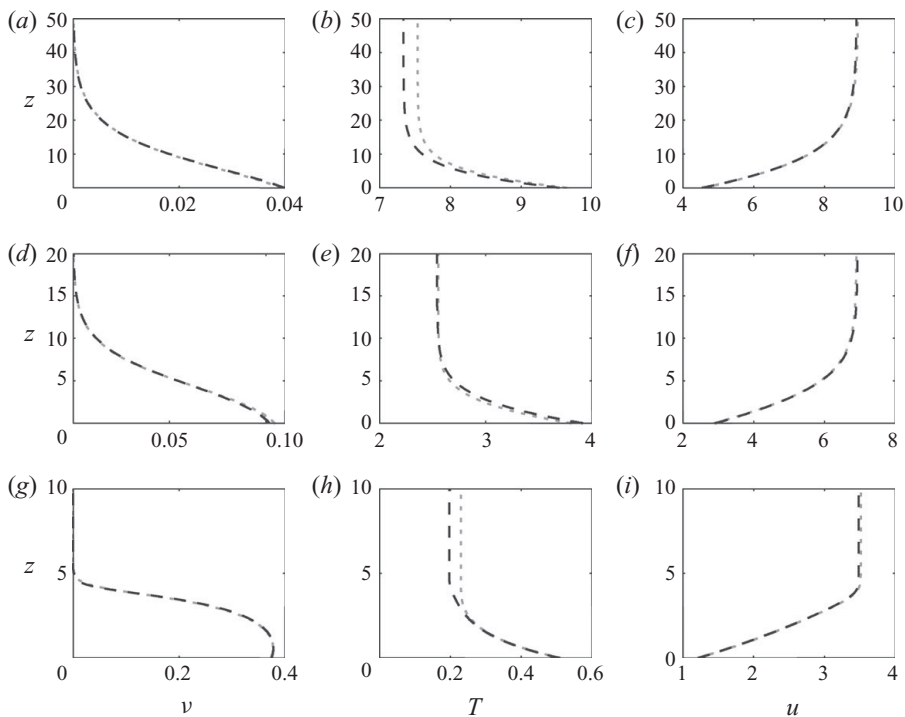 (a) (b) (c)
50 50 50
40 40 40
z 30 30 30
20 20 20
10 10 10
0 0 0
0 0.02 0.04 7 8 9 10 4 6 8 10
(d) (e) (f)
20 20 20
15 15 15
z 10 10 10
5 5 5
0 0 0
0.05 0.10 2 3 4 2 4 6 8
(g) (h) (i)
10 10 10
z 5 5 5
0 0 0
0 0.2 0.4 0.2 0.4 0.6 1 2 3 4
ν T u